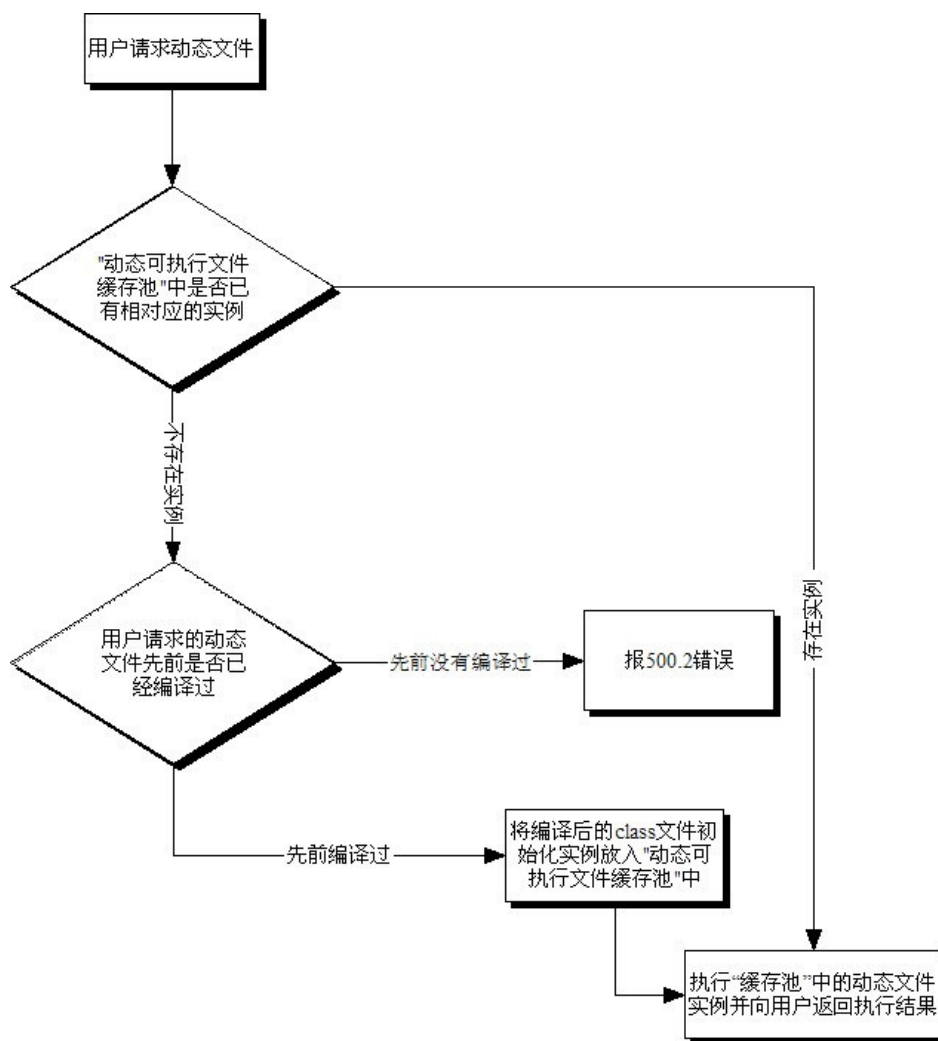 用户请求动态文件
"动态可执行文件
缓存池"中是否已
有相对应的实例
不存在实例
存在实例
用户请求的动态
文件先前是否已
经编译过
先前没有编译过
报500.2错误
先前编译过
将编译后的class文件初
始化实例放入"动态可
执行文件缓存池"中
执行“缓存池”中的动态文件
实例并向用户返回执行结果